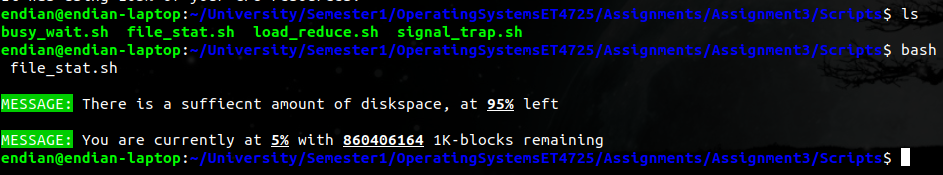 endian@endian-laptop:~/University/Semester1/OperatingSystemsET4725/Assignments/Assignment3/Scripts$ ls
busy_wait.sh file_stat.sh load_reduce.sh signal_trap.sh
endian@endian-laptop:~/University/Semester1/OperatingSystemsET4725/Assignments/Assignment3/Scripts$ bash
file_stat.sh
MESSAGE: There is a suffiecnt amount of diskspace, at 95% left
MESSAGE: You are currently at 5% with 860406164 1K-blocks remaining
endian@endian-laptop:~/University/Semester1/OperatingSystemsET4725/Assignments/Assignment3/Scripts$